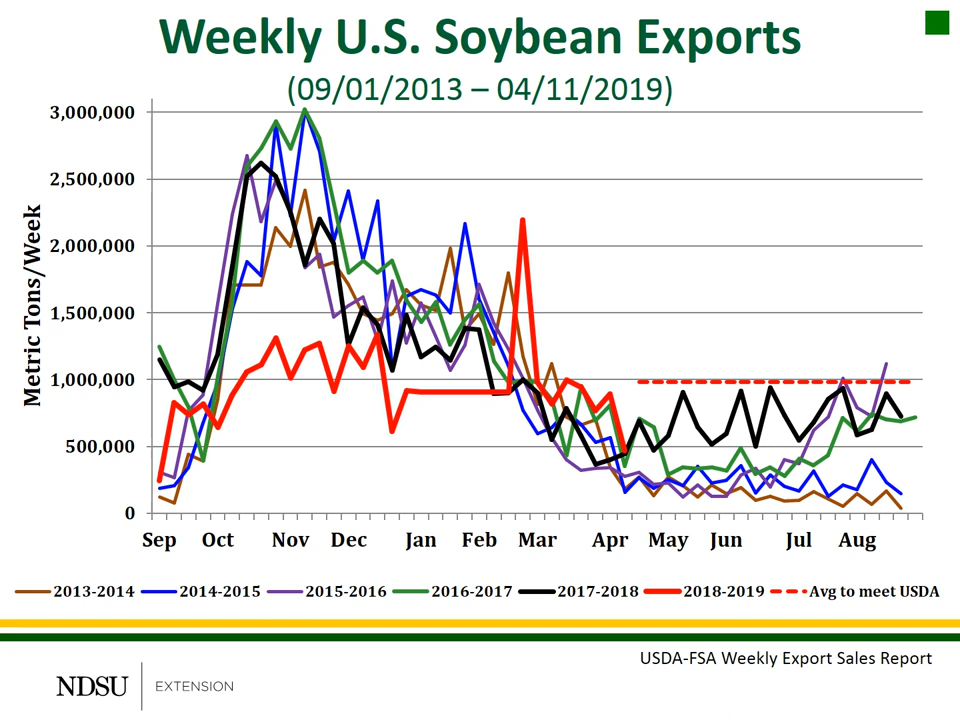 Weekly U.S. Soybean Exports
(09/01/2013 – 04/11/2019)
Metric Tons/Week
3,000,000
2,500,000
2,000,000
1,500,000
1,000,000
500,000
0
Sep Oct Nov Dec Jan Feb Mar Apr May Jun Jul Aug
2013-2014 2014-2015 2015-2016 2016-2017 2017-2018 2018-2019 Avg to meet USDA
USDA-FSA Weekly Export Sales Report
NDSU EXTENSION